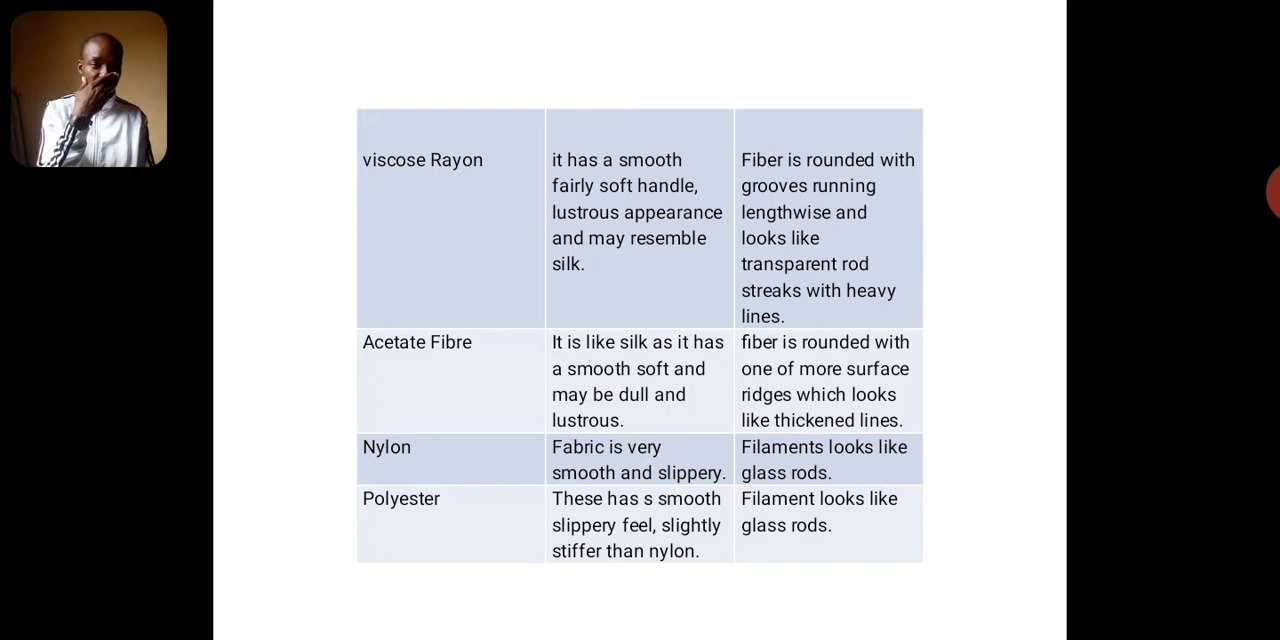 viscose Rayon
it has a smooth
fairly soft handle,
lustrous appearance
and may resemble
silk.
Fiber is rounded with
grooves running
lengthwise and
looks like
transparent rod
streaks with heavy
lines.
Acetate Fibre
It is like silk as it has
a smooth soft and
may be dull and
lustrous.
fiber is rounded with
one of more surface
ridges which looks
like thickened lines.
Nylon
Fabric is very
smooth and slippery.
Filaments looks like
glass rods.
Polyester
These has s smooth
slippery feel, slightly
stiffer than nylon.
Filament looks like
glass rods.